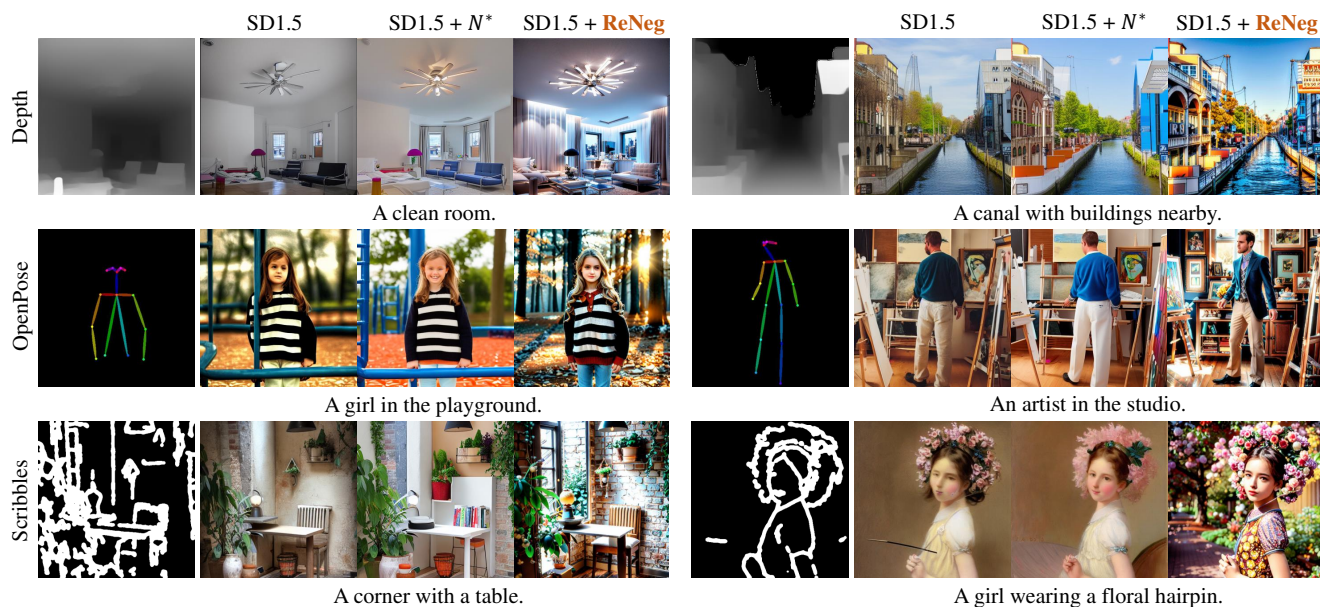 SD1.5 SD1.5 + N* SD1.5 + ReNeg SD1.5 SD1.5 + N* SD1.5 + ReNeg
Depth
A clean room. A canal with buildings nearby.
OpenPose
A girl in the playground. An artist in the studio.
Scribbles
A corner with a table. A girl wearing a floral hairpin.